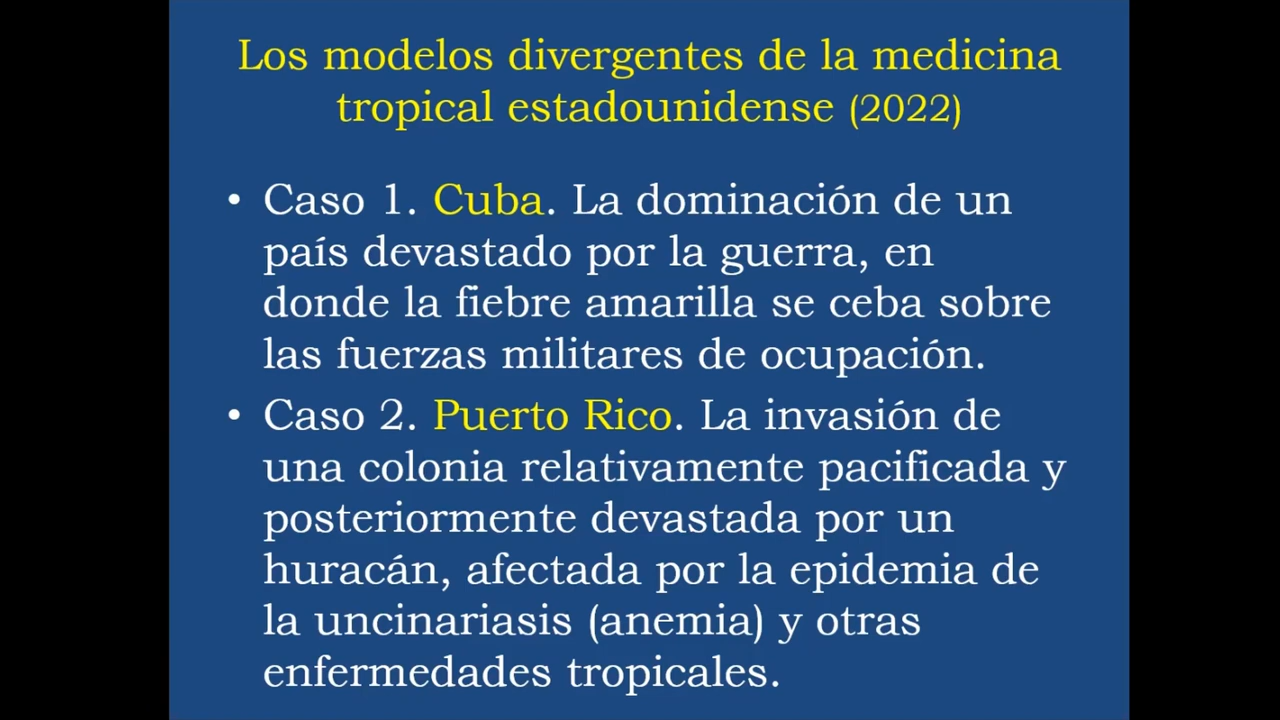 Los modelos divergentes de la medicina
tropical estadounidense (2022)
• Caso 1. Cuba. La dominación de un
país devastado por la guerra, en
donde la fiebre amarilla se ceba sobre
las fuerzas militares de ocupación.
• Caso 2. Puerto Rico. La invasión de
una colonia relativamente pacificada y
posteriormente devastada por un
huracán, afectada por la epidemia de
la uncinariasis (anemia) y otras
enfermedades tropicales.